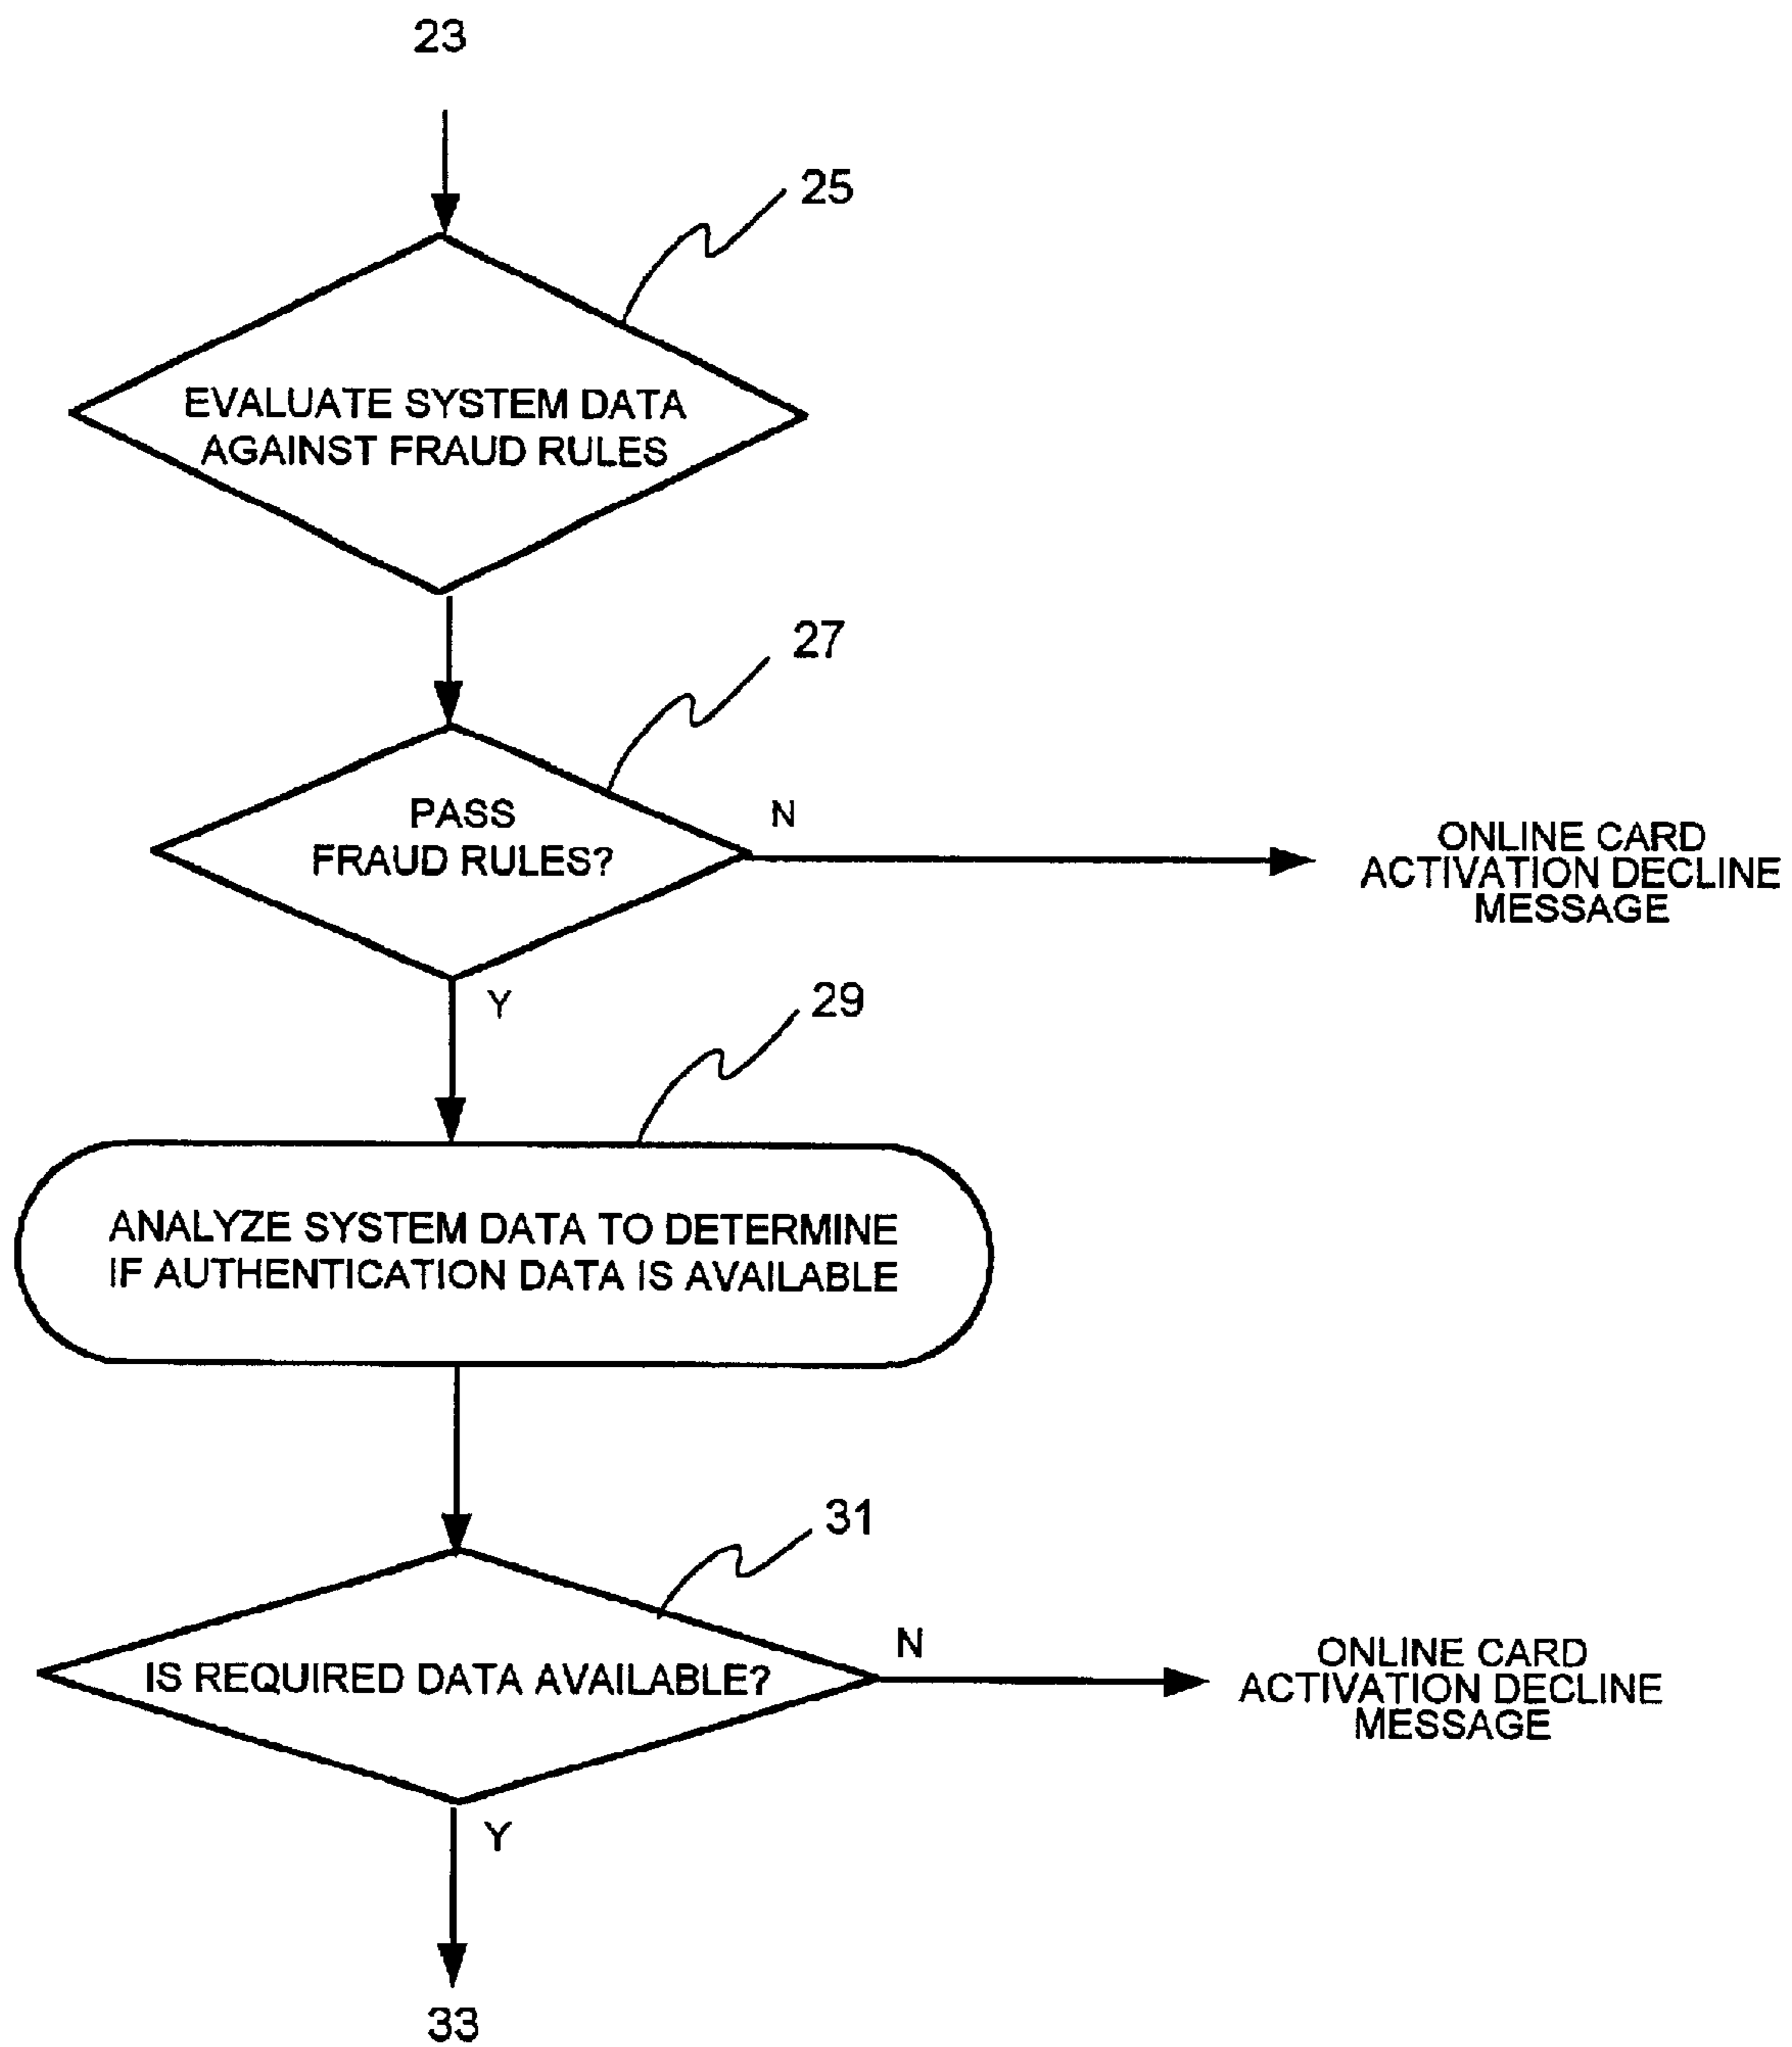 23
25
EVALUATE SYSTEM DATA
AGAINST FRAUD RULES
27
PASS
FRAUD RULES?
N
ONLINE CARD
ACTIVATION DECLINE
MESSAGE
Y
29
ANALYZE SYSTEM DATA TO DETERMINE
IF AUTHENTICATION DATA IS AVAILABLE
31
IS REQUIRED DATA AVAILABLE?
N
ONLINE CARD
ACTIVATION DECLINE
MESSAGE
Y
33